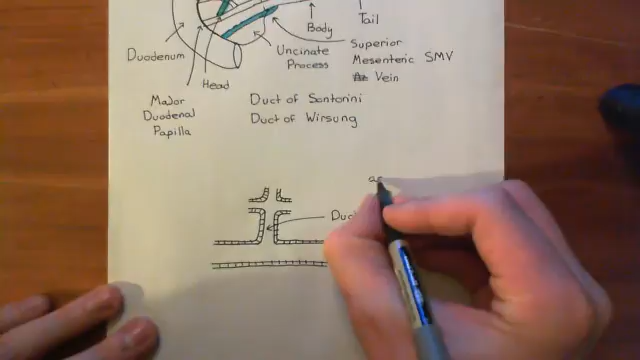 Tail
Body
Duodenum
Uncinate
Process
Superior
Mesenteric SMV
Vein
Head
Major
Duodenal
Papilla
Duct of Santorini
Duct of Wirsung